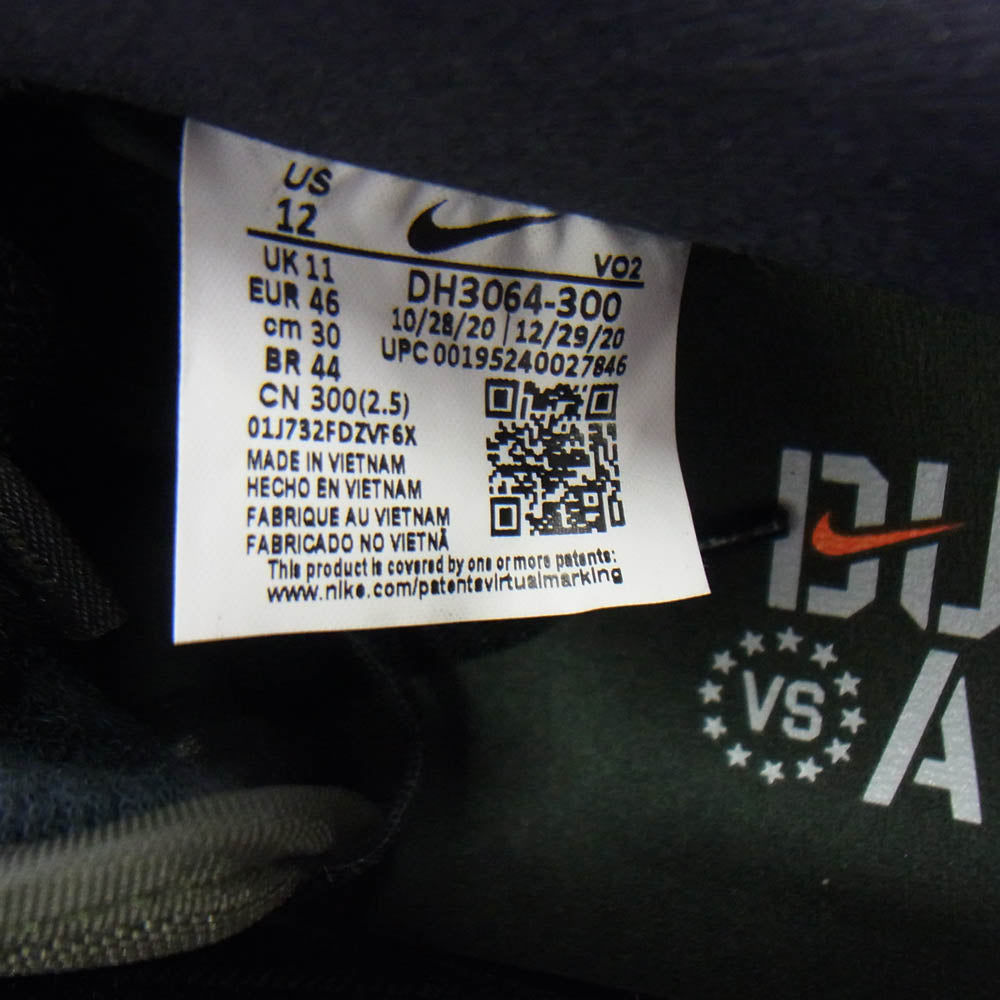 US
12
VO2
UK 11
EUR 46
cm 30
BR 44
CN 300(2.5)
DH3064-300
10/28/20 | 12/29/20
UPC 00195240027846
01J732FDZVF6X
MADE IN VIETNAM
HECHO EN VIETNAM
FABRIQUE AU VIETNAM
FABRICADO NO VIETNÃ
This product is covered by one or more patents:
www.nike.com/patentsvirtualmarking
DU
VS
A